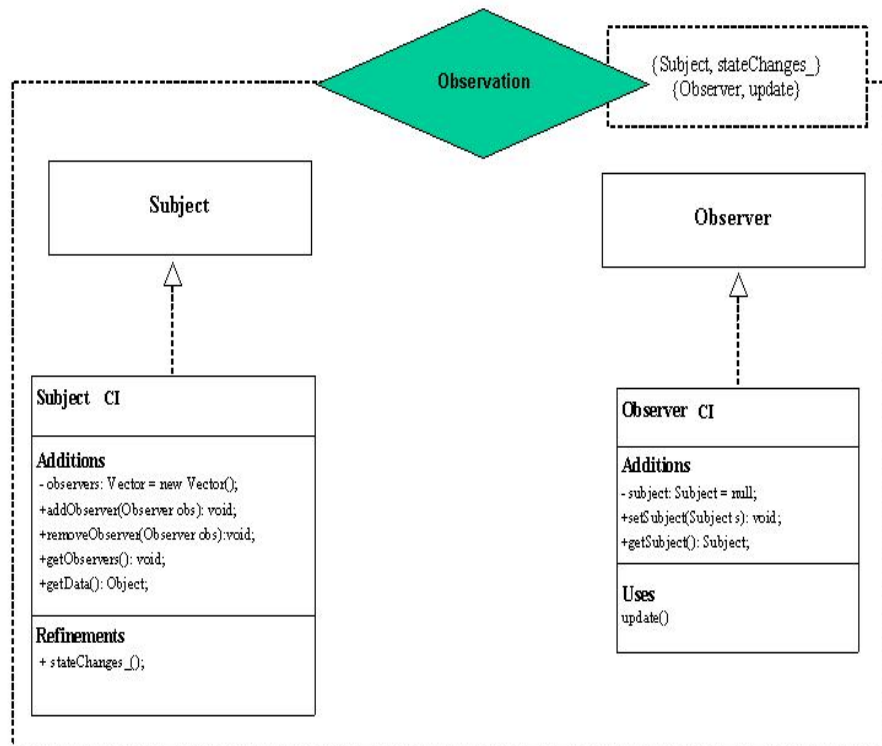 Observation
{Subject, stateChanges_}
{Observer, update}
Subject
Observer
Subject CI
Additions
- observers: Vector = new Vector();
+addObserver(Observer obs): void;
+removeObserver(Observer obs):void;
+getObservers(): void;
+getData(): Object;
Refinements
+ stateChanges_();
Observer CI
Additions
- subject: Subject = null;
+setSubject(Subject s): void;
+getSubject(): Subject;
Uses
update()